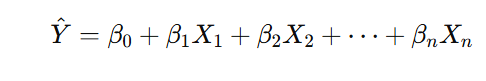 Ŷ = β₀ + β₁X₁ + β₂X₂ + ⋯ + βₙXₙ